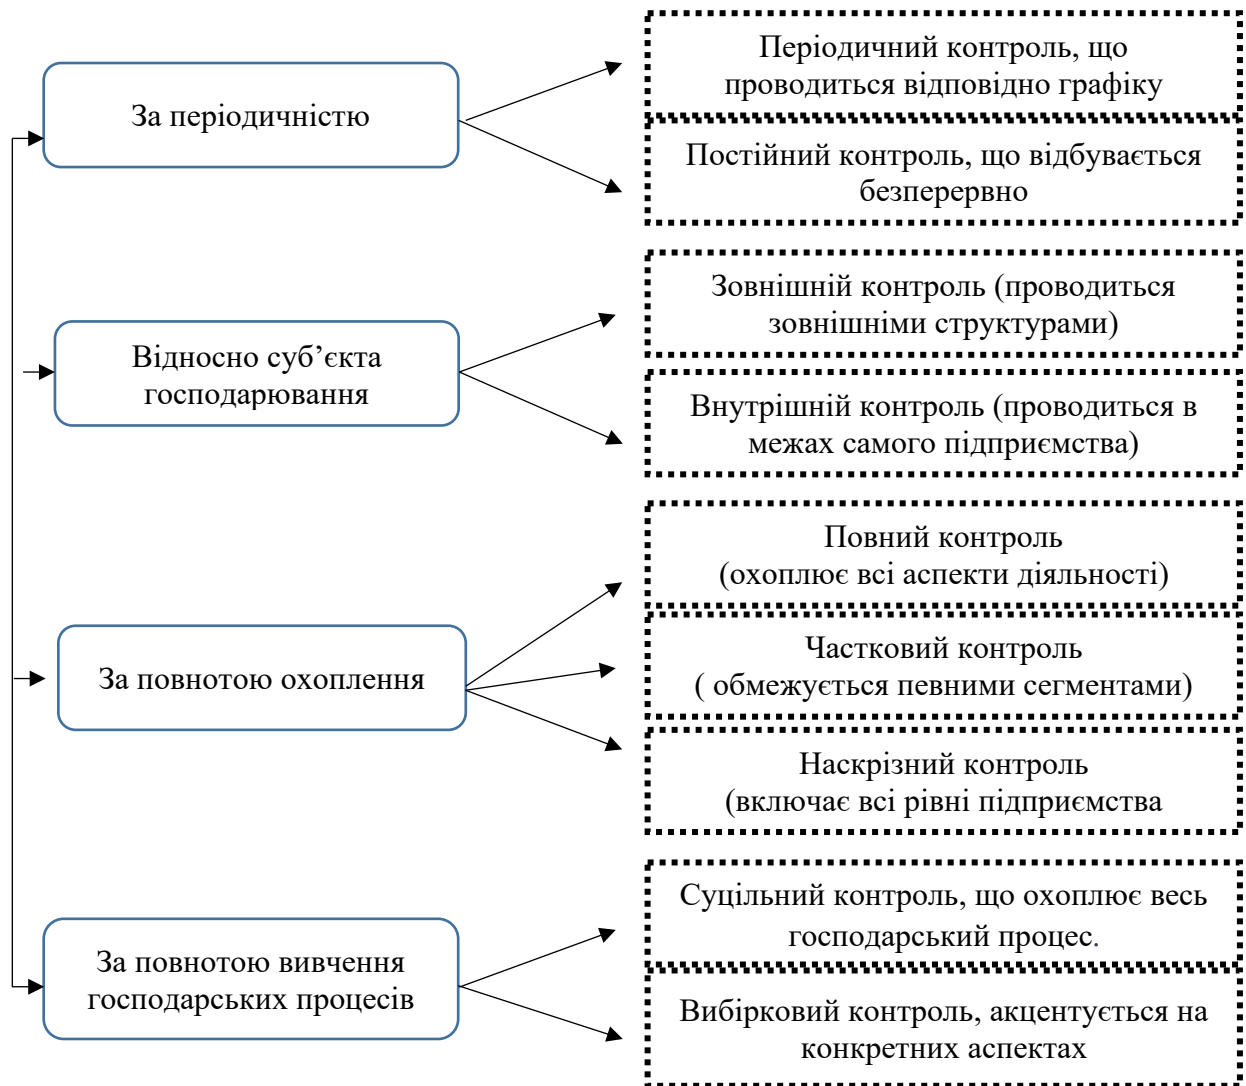 За періодичністю
Періодичний контроль, що
проводиться відповідно графіку
Постійний контроль, що відбувається
безперервно
Відносно суб’єкта
господарювання
Зовнішній контроль (проводиться
зовнішніми структурами)
Внутрішній контроль (проводиться в
межах самого підприємства)
За повнотою охоплення
Повний контроль
(охоплює всі аспекти діяльності)
Частковий контроль
( обмежується певними сегментами)
Наскрізний контроль
(включає всі рівні підприємства
За повнотою вивчення
господарських процесів
Суцільний контроль, що охоплює весь
господарський процес.
Вибірковий контроль, акцентується на
конкретних аспектах